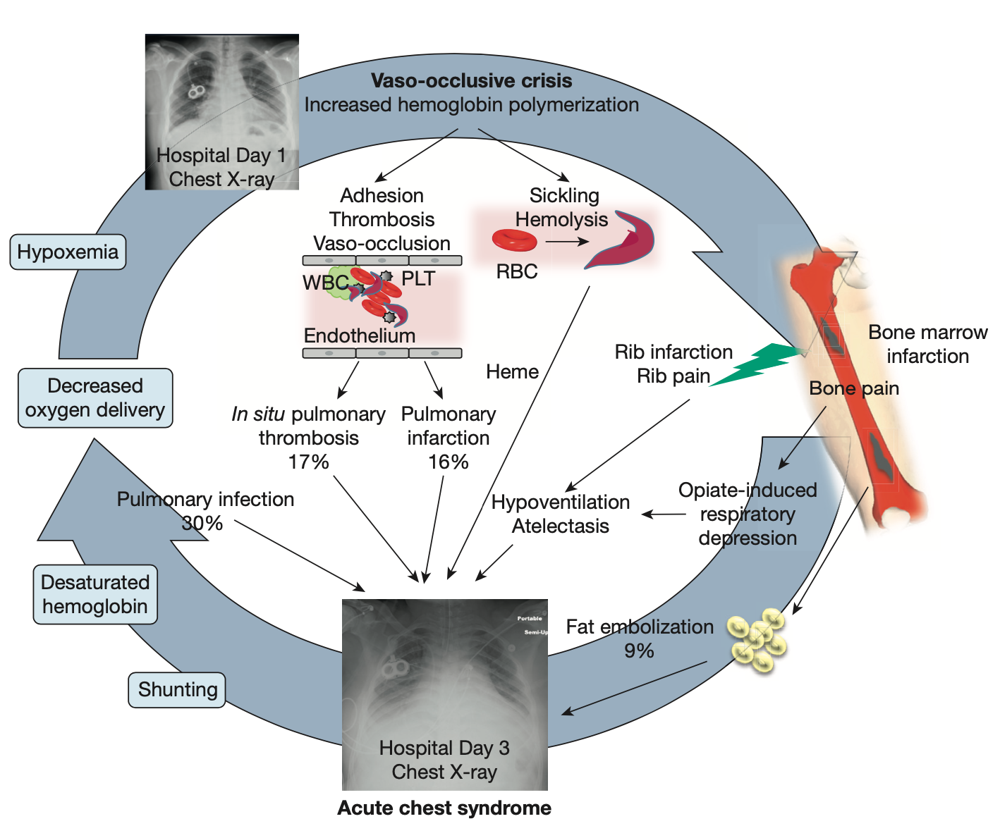 Vaso-occlusive crisis
Increased hemoglobin polymerization
Hospital Day 1
Chest X-ray
Hypoxemia
Decreased
oxygen delivery
Adhesion
Thrombosis
Vaso-occlusion
WBC
PLT
Endothelium
Sickling
Hemolysis
RBC
Heme
Rib infarction
Rib pain
Bone marrow
infarction
Bone pain
In situ pulmonary
thrombosis
17%
Pulmonary
infarction
16%
Pulmonary infection
30%
Hypoventilation
Atelectasis
Opiate-induced
respiratory
depression
Desaturated
hemoglobin
Shunting
Fat embolization
9%
Portable
Semi-Up
Hospital Day 3
Chest X-ray
Acute chest syndrome